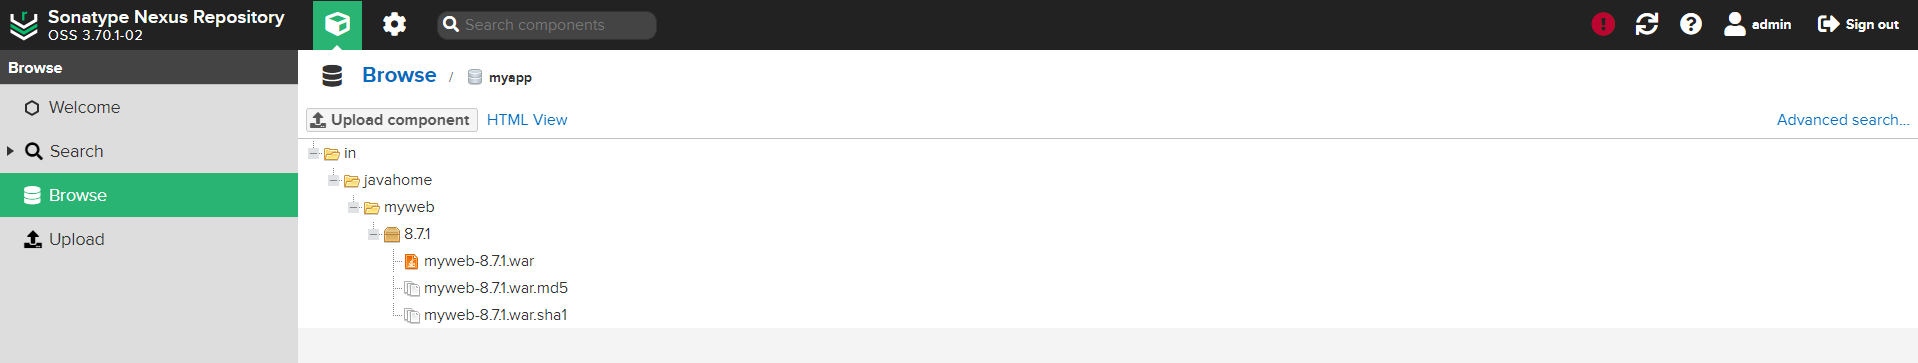 Sonatype Nexus Repository
OSS 3.70.1-02
Search components
admin
Sign out
Browse
Welcome
Search
Browse
Upload
Browse / myapp
Upload component HTML View Advanced search...
in
javahome
myweb
8.7.1
myweb-8.7.1.war
myweb-8.7.1.war.md5
myweb-8.7.1.war.sha1